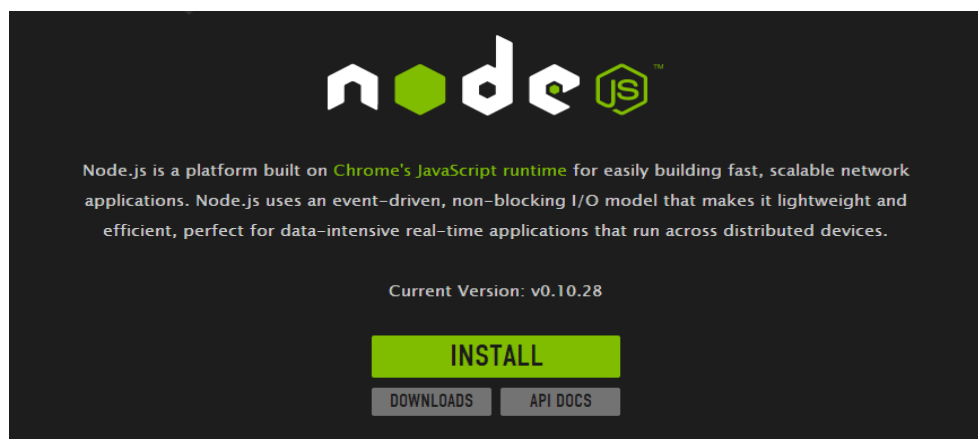 node JS™
Node.js is a platform built on Chrome's JavaScript runtime for easily building fast, scalable network
applications. Node.js uses an event-driven, non-blocking I/O model that makes it lightweight and
efficient, perfect for data-intensive real-time applications that run across distributed devices.
Current Version: v0.10.28
INSTALL
DOWNLOADS API DOCS